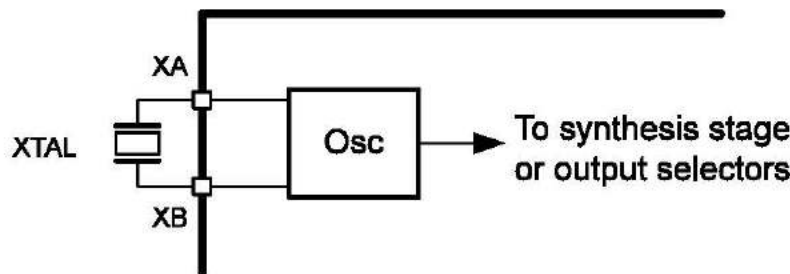 XA
XTAL
Osc
To synthesis stage
or output selectors
XB